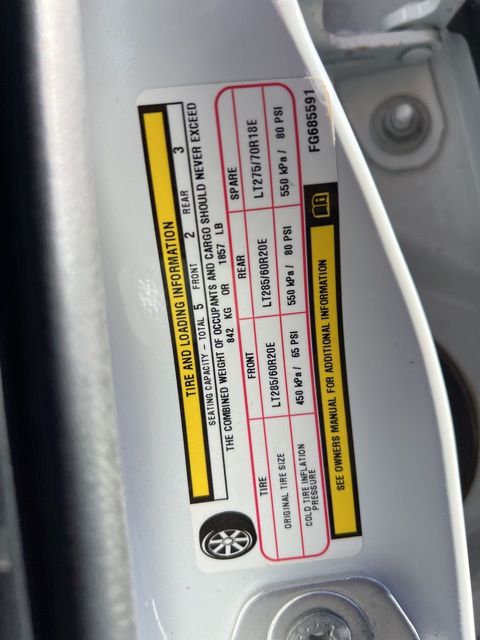 TIRE AND LOADING INFORMATION
SEATING CAPACITY - TOTAL 5 FRONT 2 REAR 3
THE COMBINED WEIGHT OF OCCUPANTS AND CARGO SHOULD NEVER EXCEED
842 KG OR 1857 LB
TIRE FRONT REAR SPARE
ORIGINAL TIRE SIZE LT285/60R20E LT285/60R20E LT275/70R18E
COLD TIRE INFLATION PRESSURE 450 kPa / 65 PSI 550 kPa / 80 PSI 550 kPa / 80 PSI
SEE OWNERS MANUAL FOR ADDITIONAL INFORMATION
FG685591